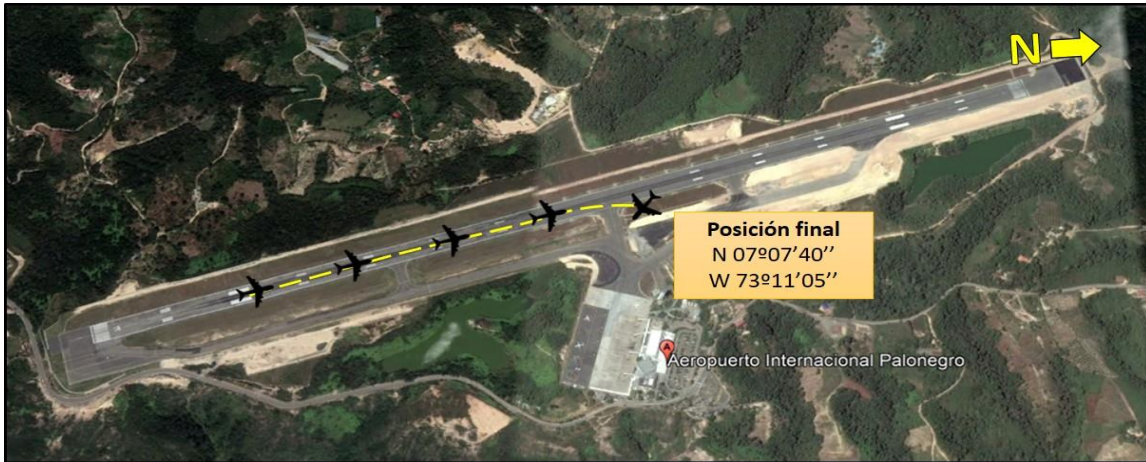 N
Posición final
N 07º07’40’’
W 73º11’05’’
A
Aeropuerto Internacional Palonegro